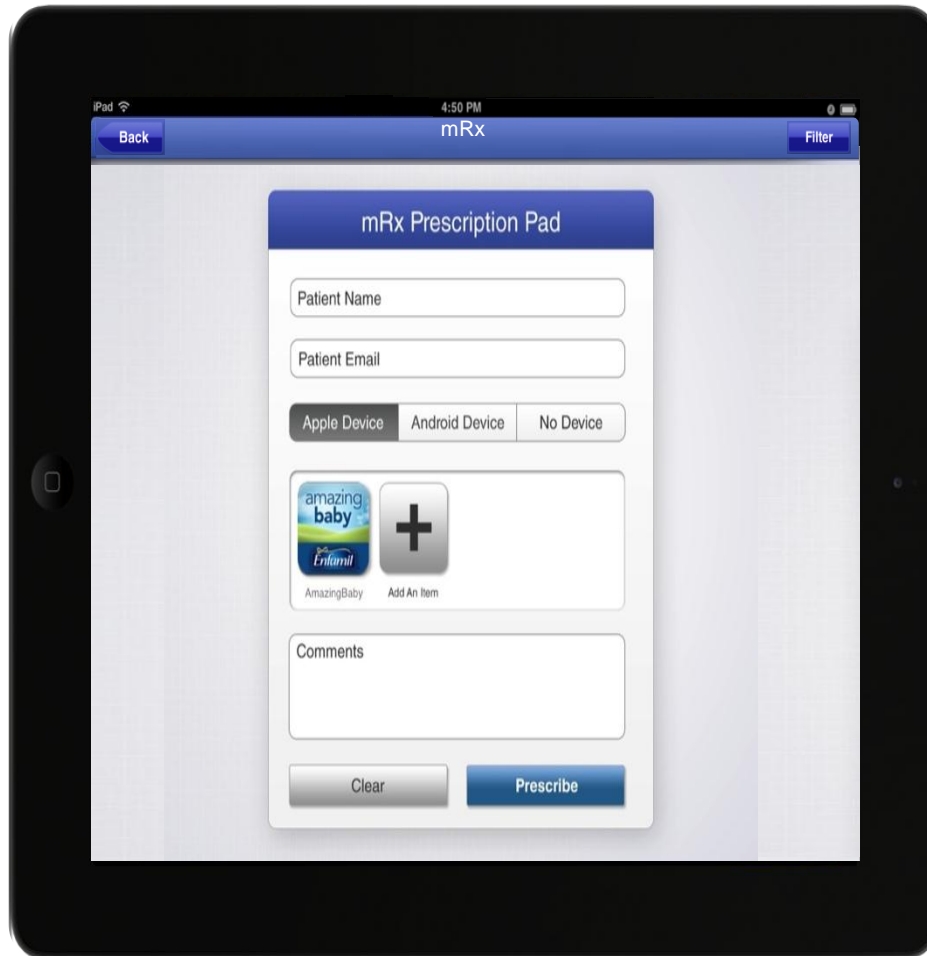 iPad
4:50 PM
mRx
Back
Filter
mRx Prescription Pad
Patient Name
Patient Email
Apple Device
Android Device
No Device
amazing
baby
Enfamil
AmazingBaby
Add An Item
Comments
Clear
Prescribe